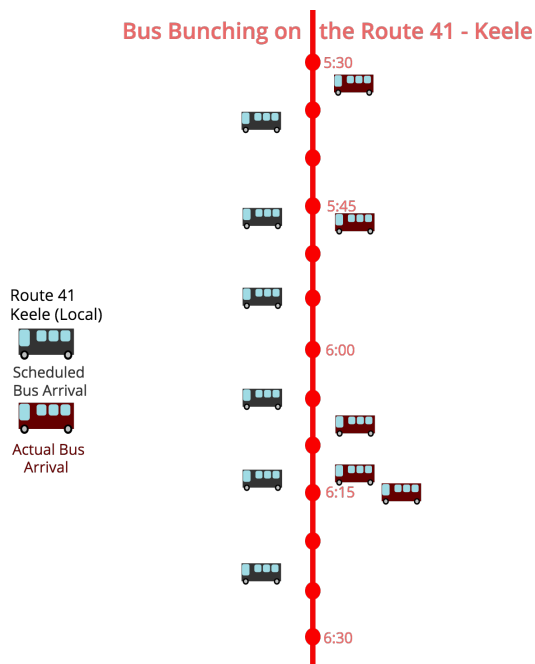 Bus Bunching on the Route 41 - Keele
5:30
5:45
Route 41
Keele (Local)
6:00
Scheduled
Bus Arrival
Actual Bus
Arrival
6:15
6:30